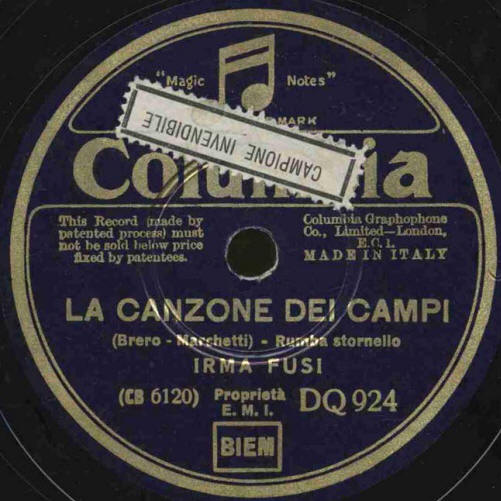 "Magic Notes"
MARK
CAMPIONE INVENDIBILE
Columbia
This Record (made by
patented process) must
not be sold below price
fixed by patentees.
Columbia Graphophone
Co., Limited—London,
E.C.1.
MADE IN ITALY
LA CANZONE DEI CAMPI
(Brero - Marchetti) - Rumba stornello
IRMA FUSI
(CB 6120) Proprietà E. M. I. DQ 924
BIEM